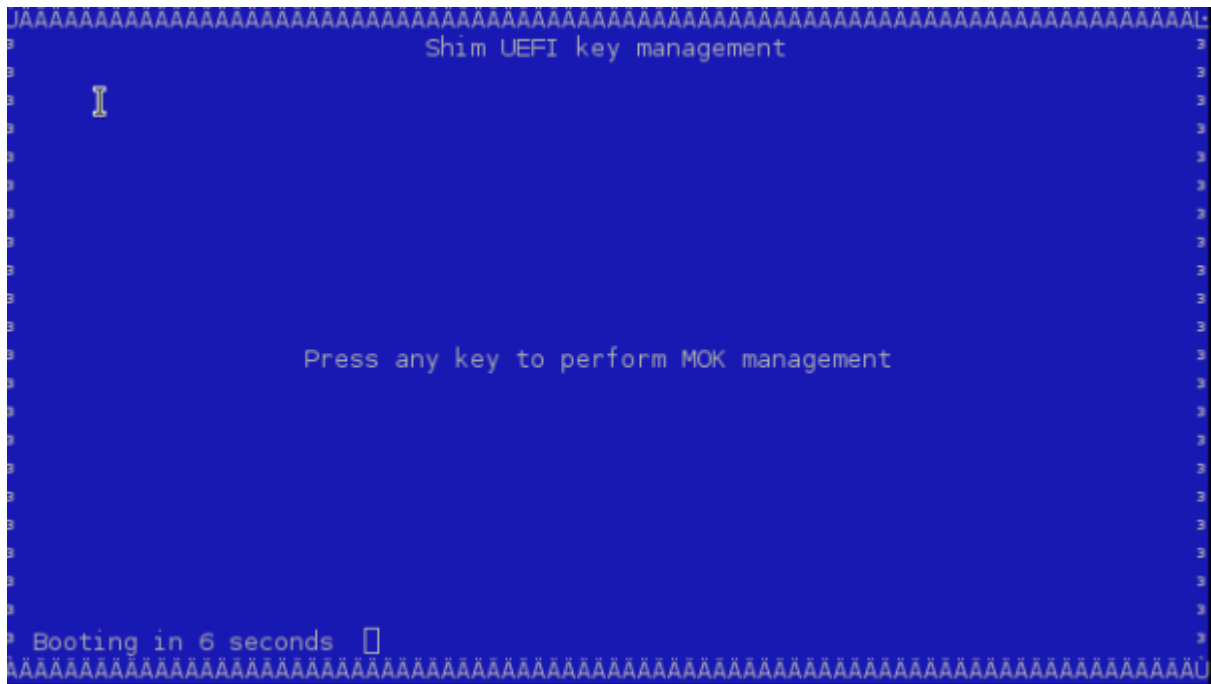 Shim UEFI key management
Press any key to perform MOK management
Booting in 6 seconds